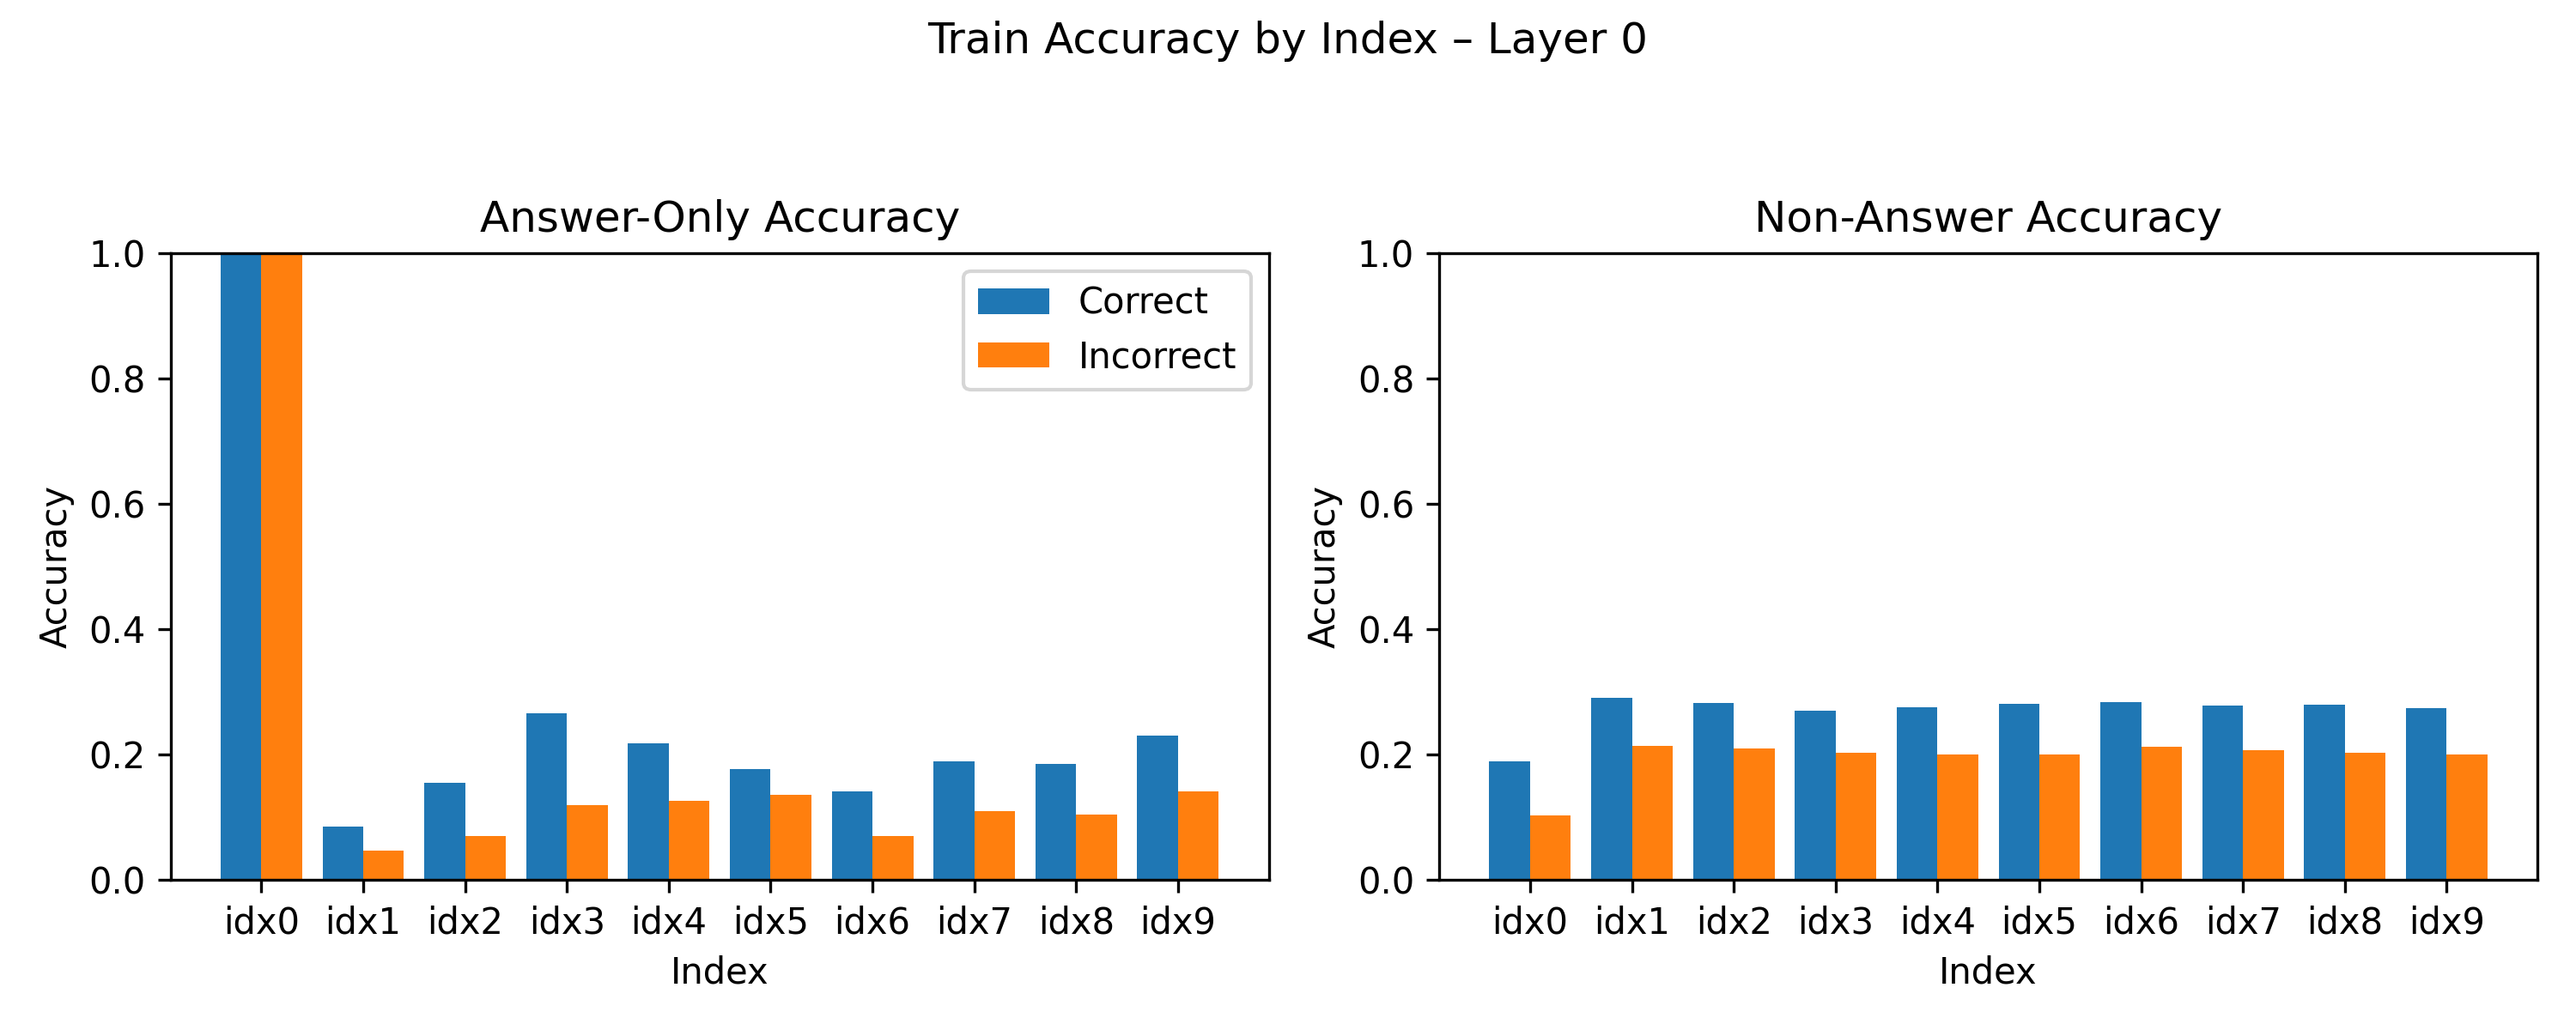 Train Accuracy by Index – Layer 0
Answer-Only Accuracy
1.0
0.8
0.6
0.4
0.2
0.0
Accuracy
Correct
Incorrect
idx0 idx1 idx2 idx3 idx4 idx5 idx6 idx7 idx8 idx9
Index
Non-Answer Accuracy
1.0
0.8
0.6
0.4
0.2
0.0
Accuracy
idx0 idx1 idx2 idx3 idx4 idx5 idx6 idx7 idx8 idx9
Index